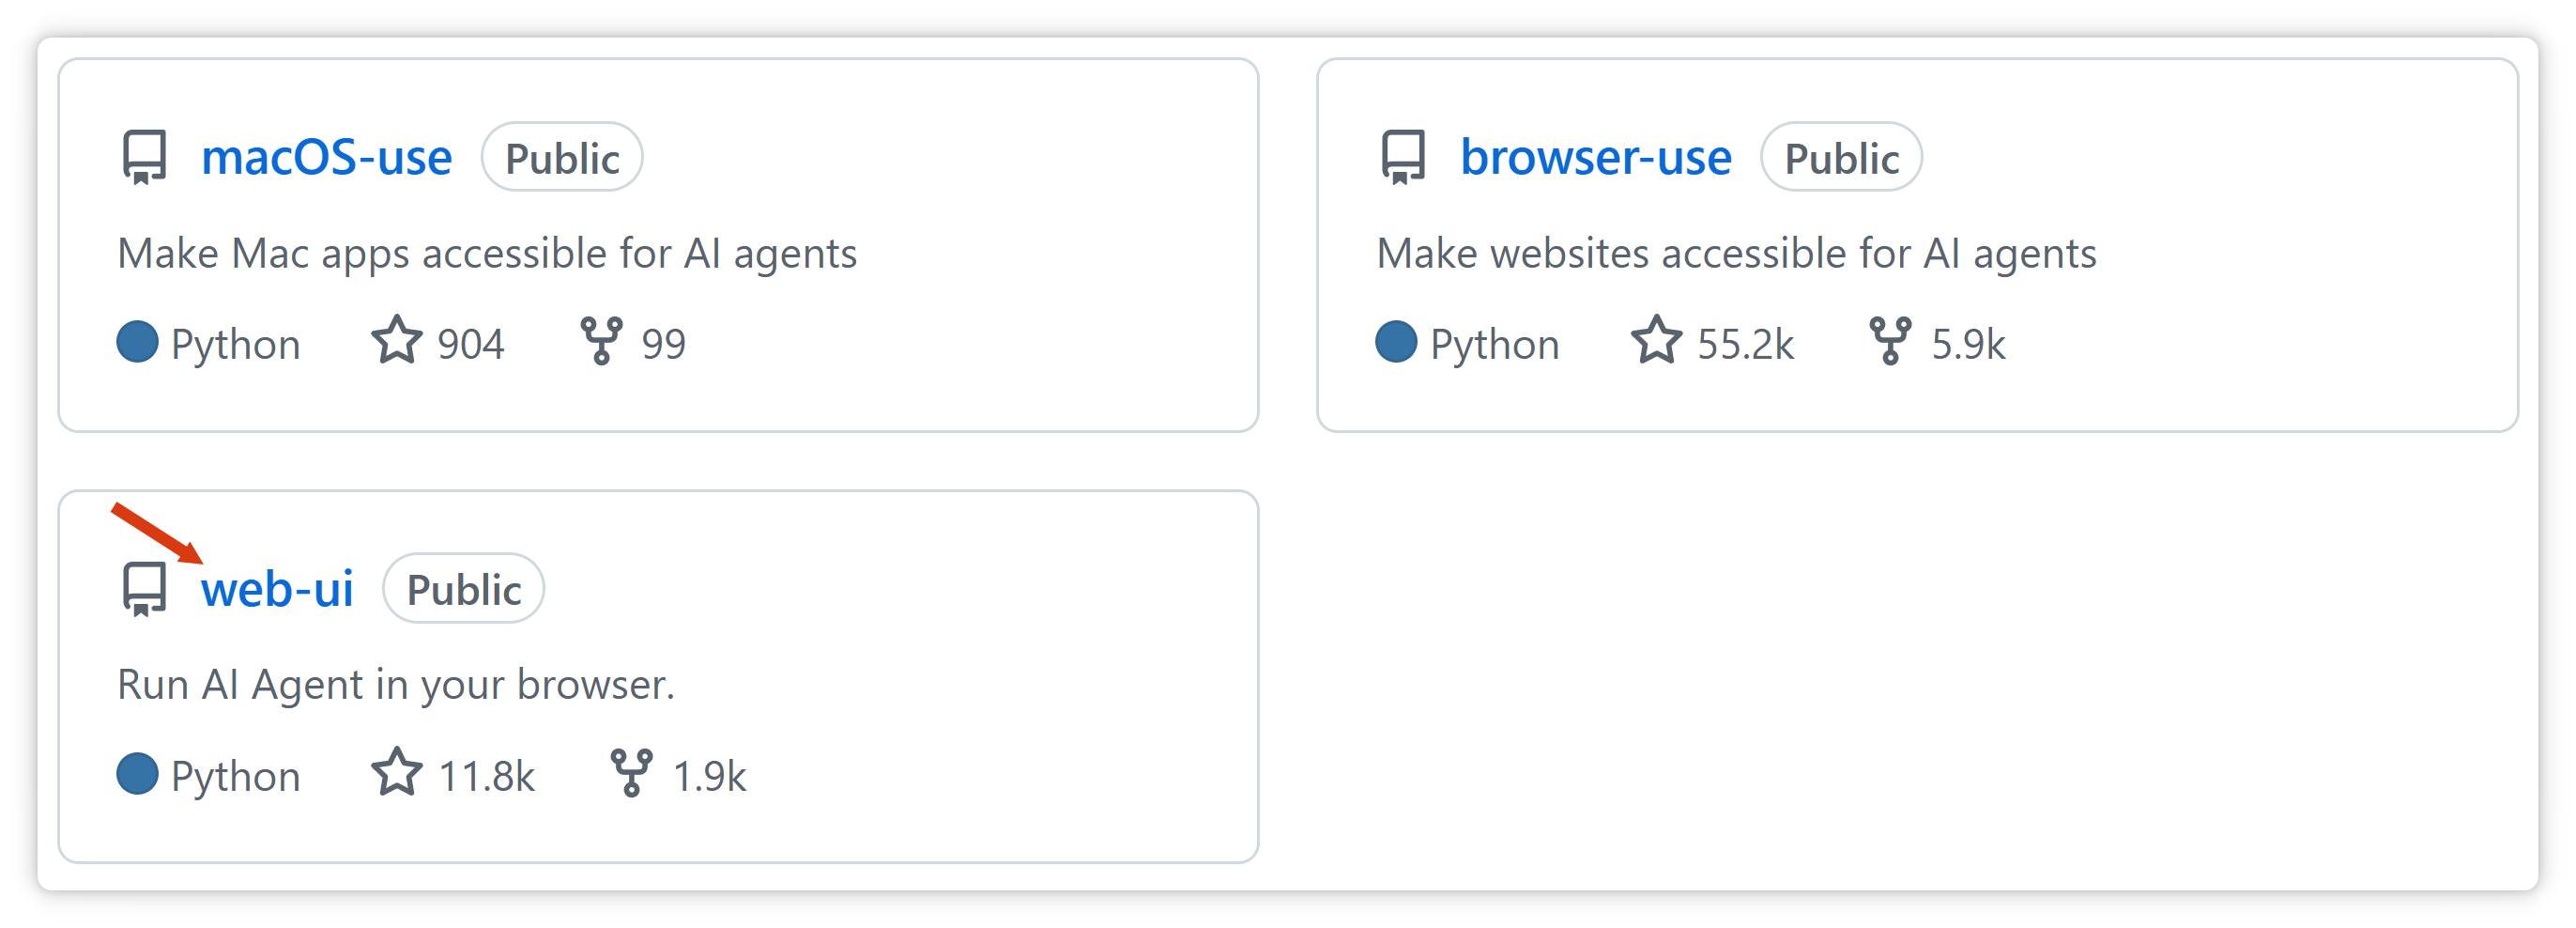 macOS-use Public
Make Mac apps accessible for AI agents
Python 904 99
browser-use Public
Make websites accessible for AI agents
Python 55.2k 5.9k
web-ui Public
Run AI Agent in your browser.
Python 11.8k 1.9k